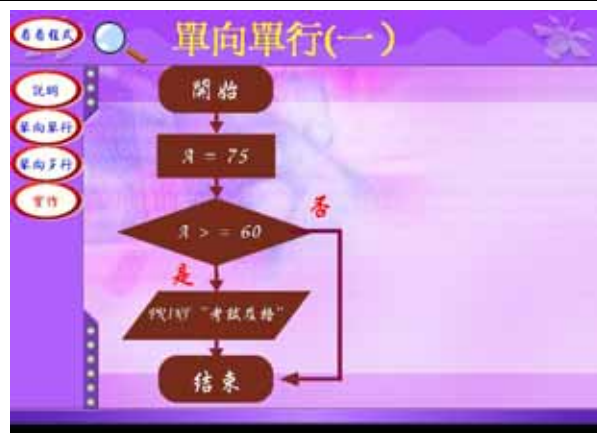 看看程式
單向單行(一)
說明
單向單行
單向多行
實作
開始
A = 75
A > = 60
否
是
PRINT "考試及格"
結束